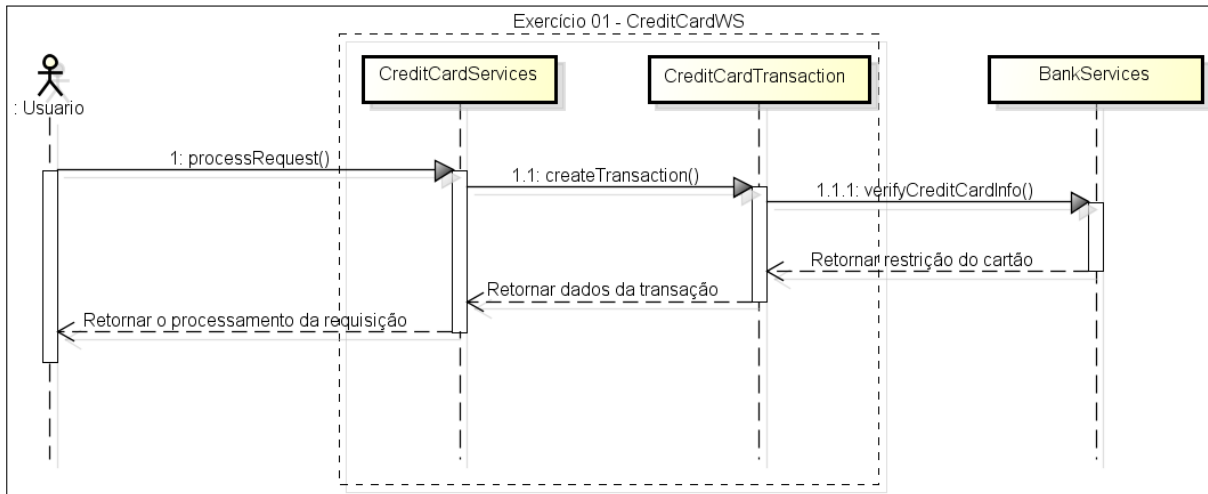 Exercício 01 - CreditCardWS
: Usuario
CreditCardServices
CreditCardTransaction
BankServices
1: processRequest()
1.1: createTransaction()
1.1.1: verifyCreditCardInfo()
Retornar restrição do cartão
Retornar dados da transação
Retornar o processamento da requisição